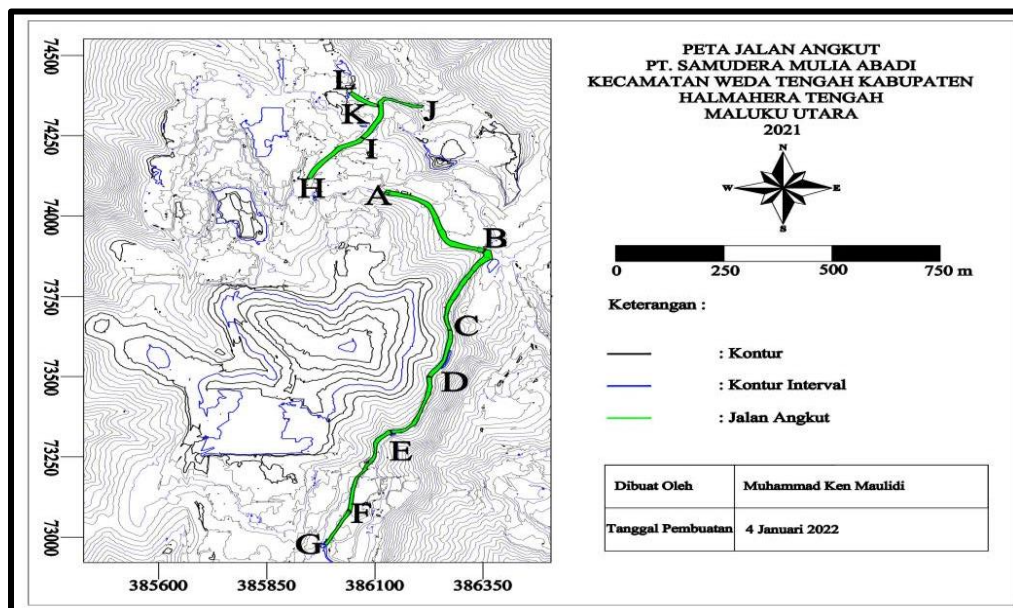 PETA JALAN ANGKUT
PT. SAMUDERA MULIA ABADI
KECAMATAN WEDA TENGAH KABUPATEN
HALMAHERA TENGAH
MALUKU UTARA
2021
N
W E
S
0 250 500 750 m
Keterangan :
: Kontur
: Kontur Interval
: Jalan Angkut
Dibuat Oleh Muhammad Ken Maulidi
Tanggal Pembuatan 4 Januari 2022
74500
74250
74000
73750
73500
73250
73000
385600 385850 386100 386350
L
K
J
I
H
A
B
C
D
E
F
G